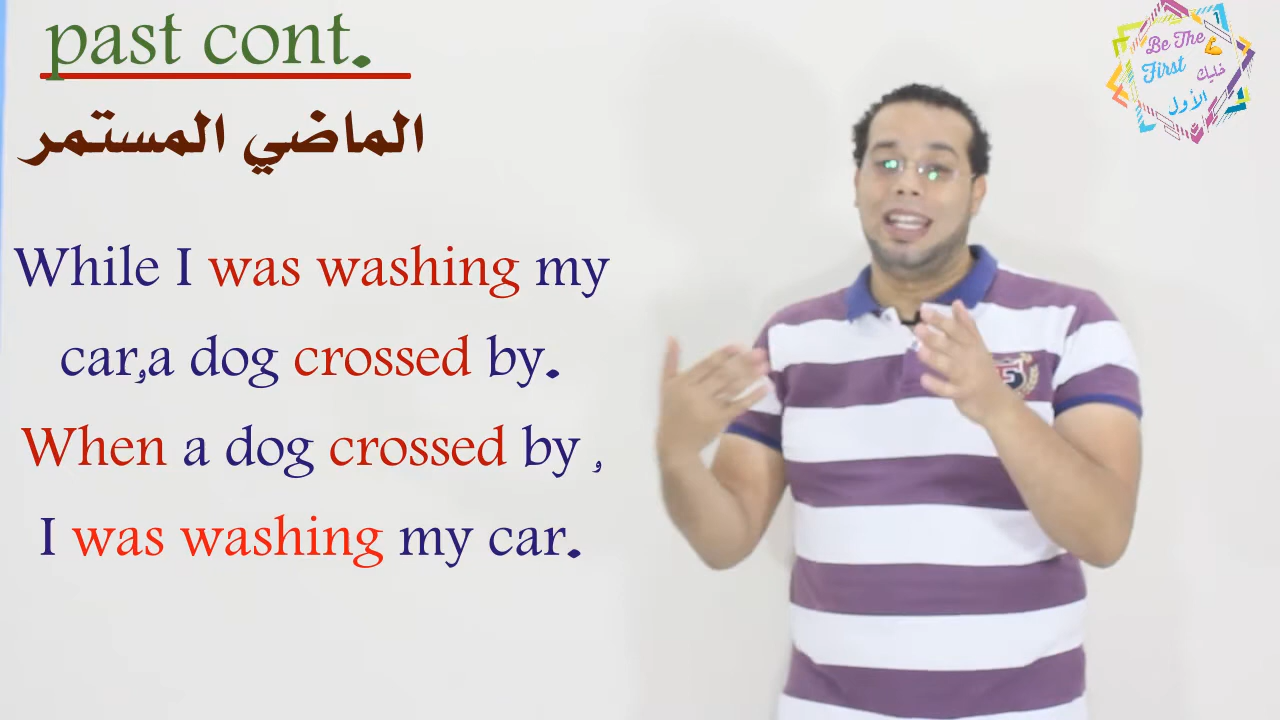 past cont.
الماضي المستمر
While I was washing my
car,a dog crossed by.
When a dog crossed by ,
I was washing my car.
Be The
First
خليك
الأول